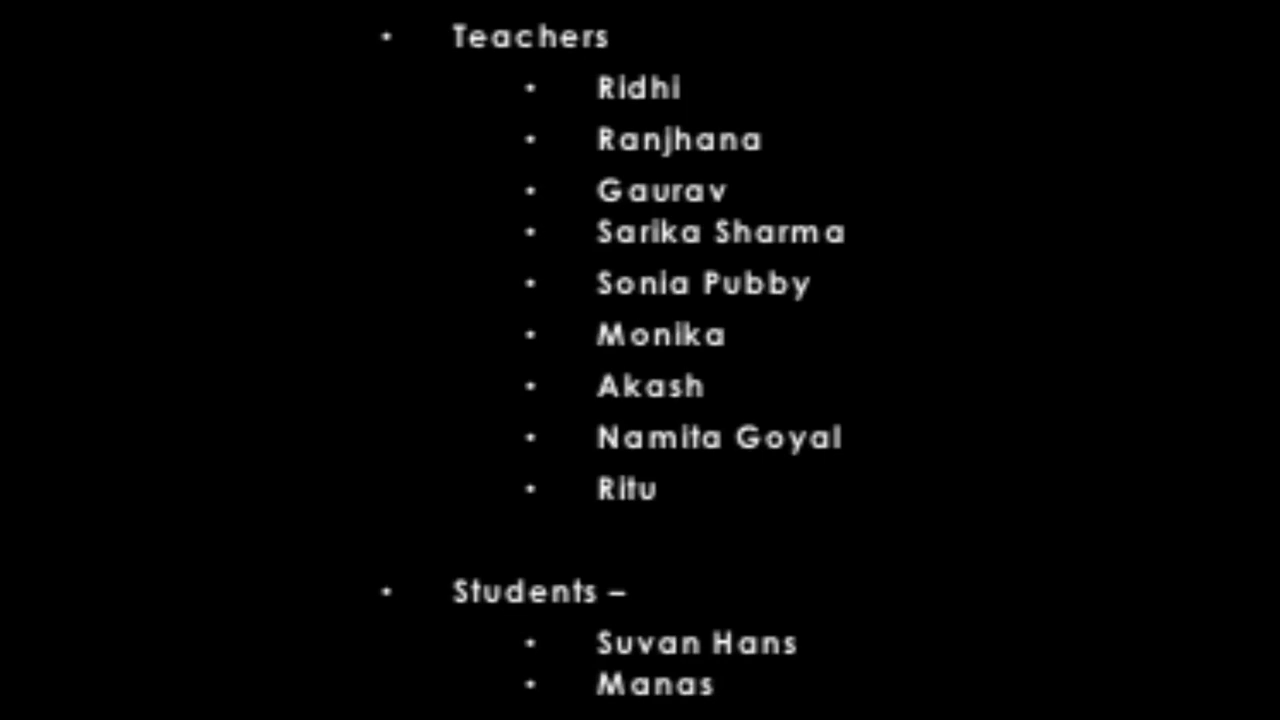 • Teachers
• Ridhi
• Ranjhana
• Gaurav
• Sarika Sharma
• Sonia Pubby
• Monika
• Akash
• Namita Goyal
• Ritu
• Students –
• Suvan Hans
• Manas